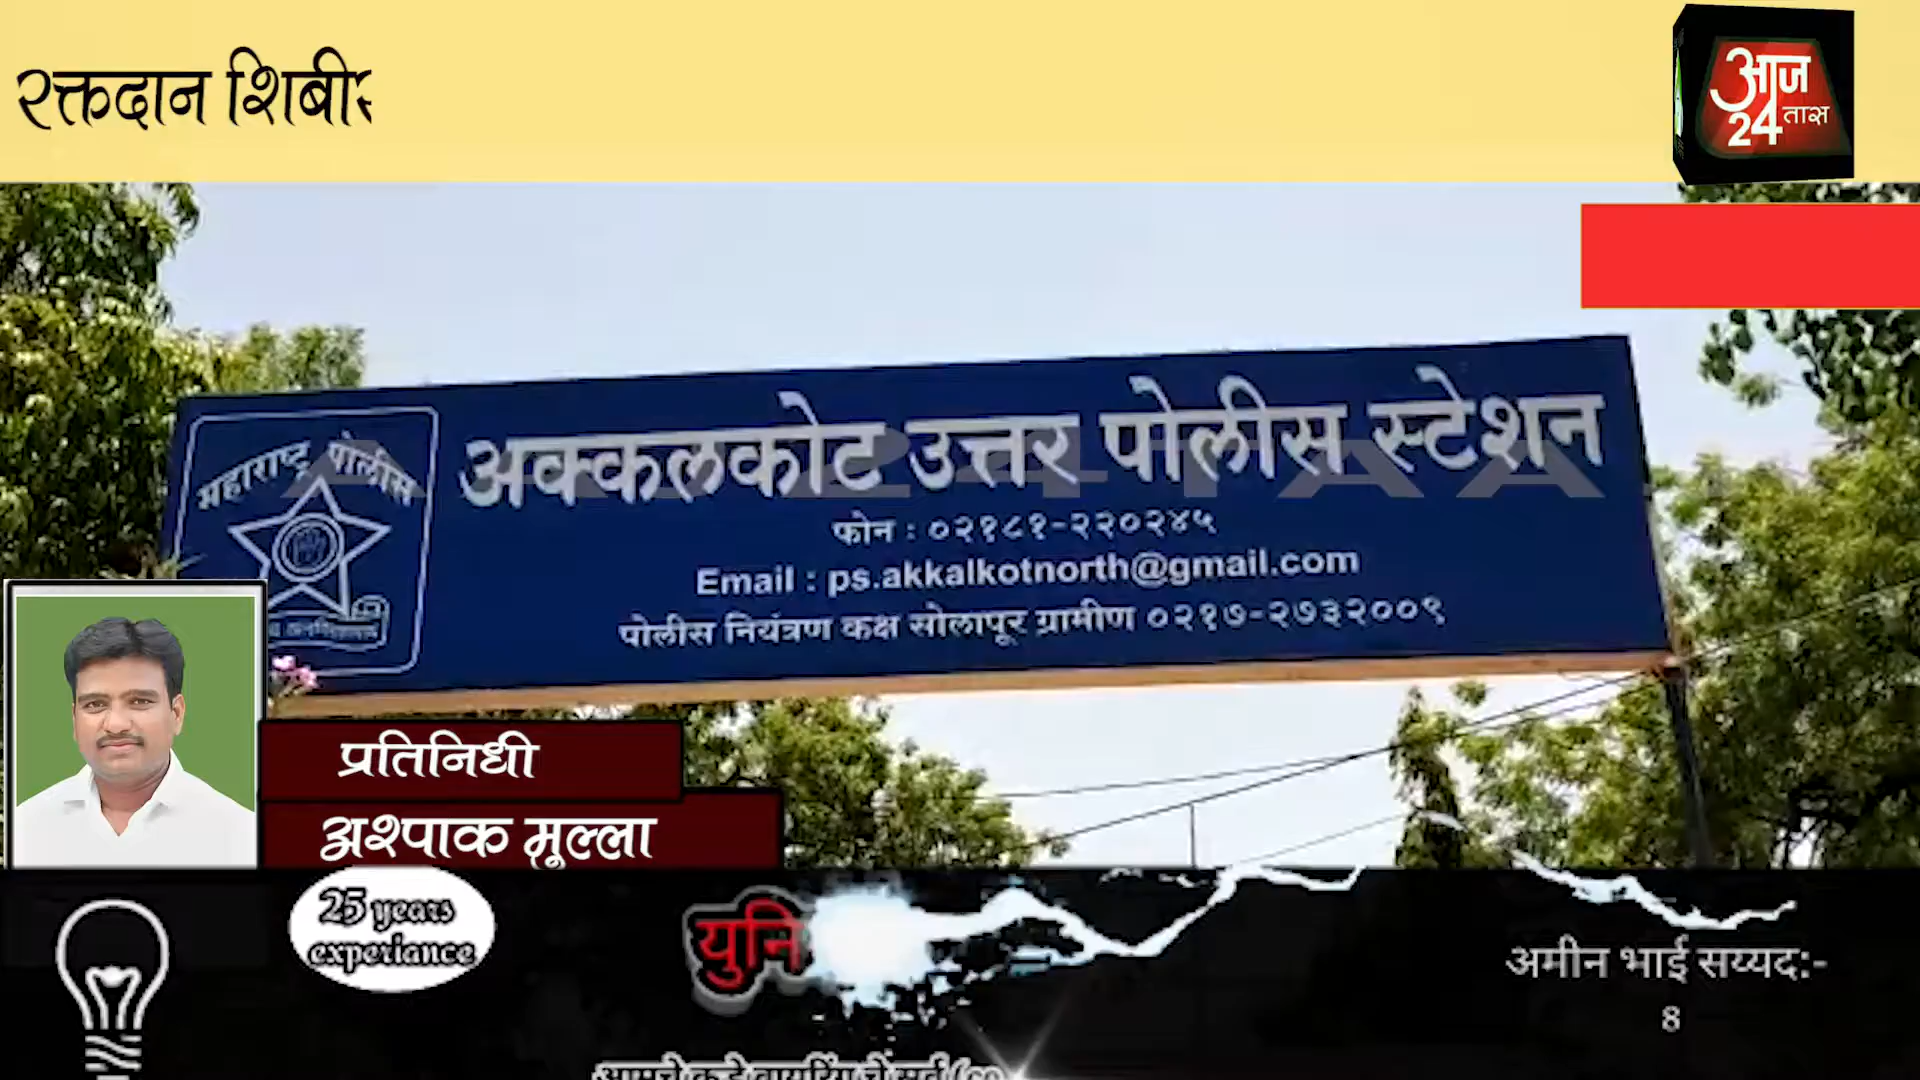 रक्तदान शिबीर
आज
24 तास
महाराष्ट्र पोलीस
अक्कलकोट उत्तर पोलीस स्टेशन
फोन : ०२१८१-२२०२४५
Email : ps.akkalkotnorth@gmail.com
पोलीस नियंत्रण कक्ष सोलापूर ग्रामीण ०२१७-२७३२००९
प्रतिनिधी
अश्पाक मुल्ला
25 years
experiance
युनि
अमीन भाई सय्यद:-
8